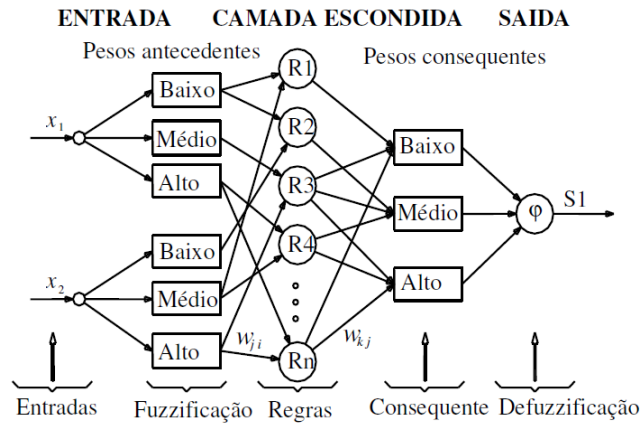 ENTRADA CAMADA ESCONDIDA SAIDA
Pesos antecedentes Pesos consequentes
x1
Baixo
Médio
Alto
x2
Baixo
Médio
Alto
R1
R2
R3
R4
Rn
wji
wkj
Baixo
Médio
Alto
φ
S1
Entradas Fuzzificação Regras Consequente Defuzzificação